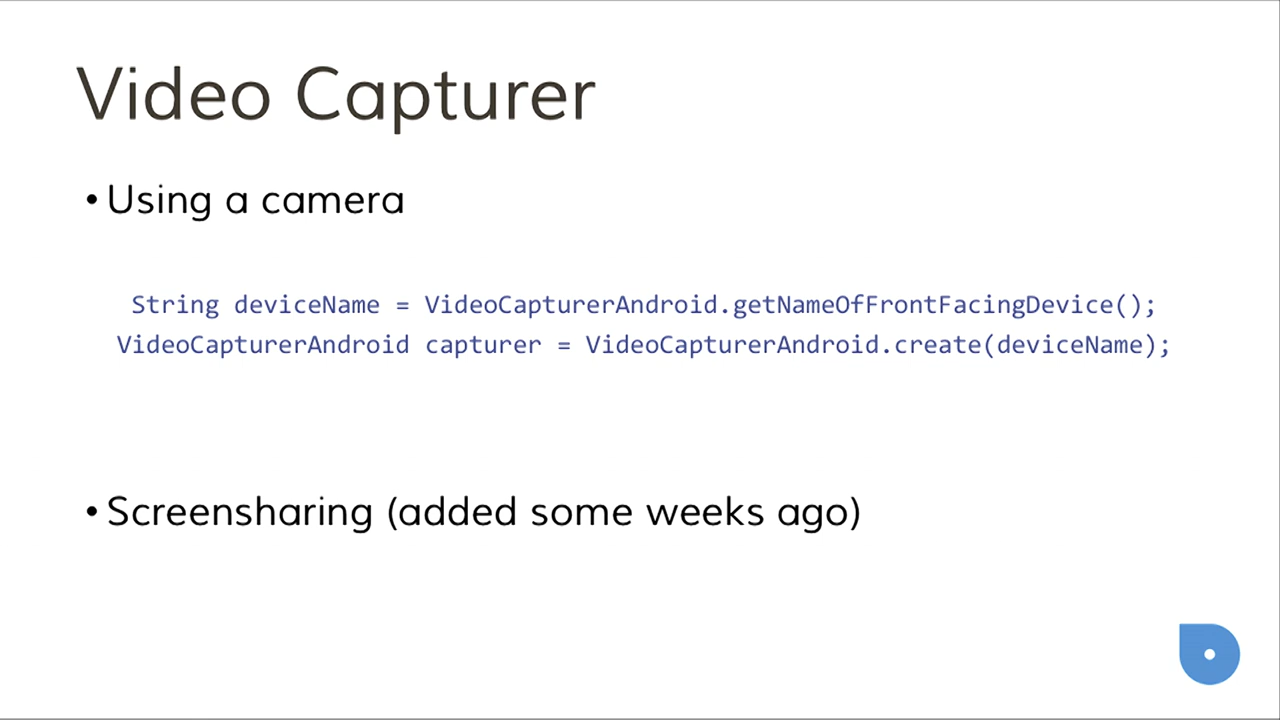 Video Capturer
• Using a camera
String deviceName = VideoCapturerAndroid.getNameOfFrontFacingDevice();
VideoCapturerAndroid capturer = VideoCapturerAndroid.create(deviceName);
• Screensharing (added some weeks ago)